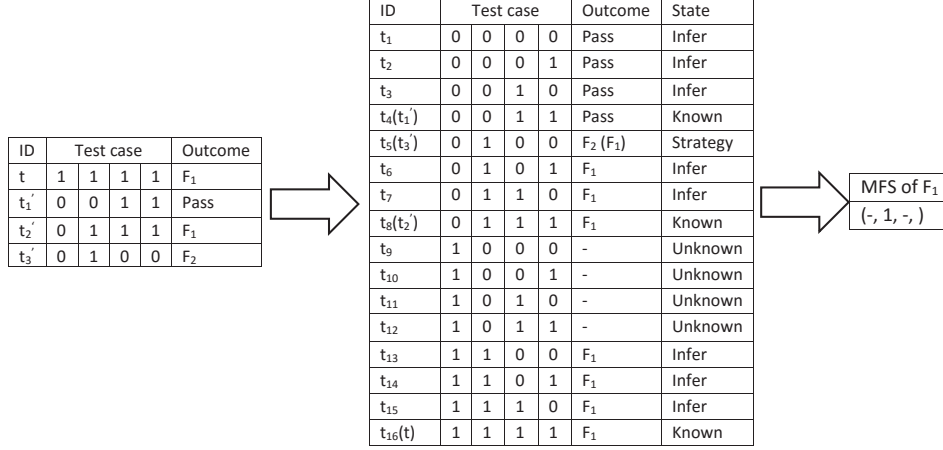 ID Test case Outcome
t 1 1 1 1 F₁
t₁′ 0 0 1 1 Pass
t₂′ 0 1 1 1 F₁
t₃′ 0 1 0 0 F₂
ID Test case Outcome State
t₁ 0 0 0 0 Pass Infer
t₂ 0 0 0 1 Pass Infer
t₃ 0 0 1 0 Pass Infer
t₄(t₁′) 0 0 1 1 Pass Known
t₅(t₃′) 0 1 0 0 F₂ (F₁) Strategy
t₆ 0 1 0 1 F₁ Infer
t₇ 0 1 1 0 F₁ Infer
t₈(t₂′) 0 1 1 1 F₁ Known
t₉ 1 0 0 0 - Unknown
t₁₀ 1 0 0 1 - Unknown
t₁₁ 1 0 1 0 - Unknown
t₁₂ 1 0 1 1 - Unknown
t₁₃ 1 1 0 0 F₁ Infer
t₁₄ 1 1 0 1 F₁ Infer
t₁₅ 1 1 1 0 F₁ Infer
t₁₆(t) 1 1 1 1 F₁ Known
MFS of F₁
(-, 1, -, )